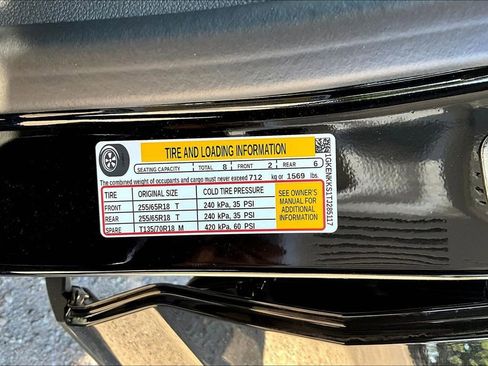 TIRE AND LOADING INFORMATION
SEATING CAPACITY TOTAL 8 FRONT 2 REAR 6
The combined weight of occupants and cargo must never exceed 712 kg or 1569 lbs.
TIRE ORIGINAL SIZE COLD TIRE PRESSURE
FRONT 255/65R18 T 240 kPa, 35 PSI
REAR 255/65R18 T 240 kPa, 35 PSI
SPARE T135/70R18 M 420 kPa, 60 PSI
SEE OWNER'S
MANUAL FOR
ADDITIONAL
INFORMATION
1GKENKKS1TJ285117